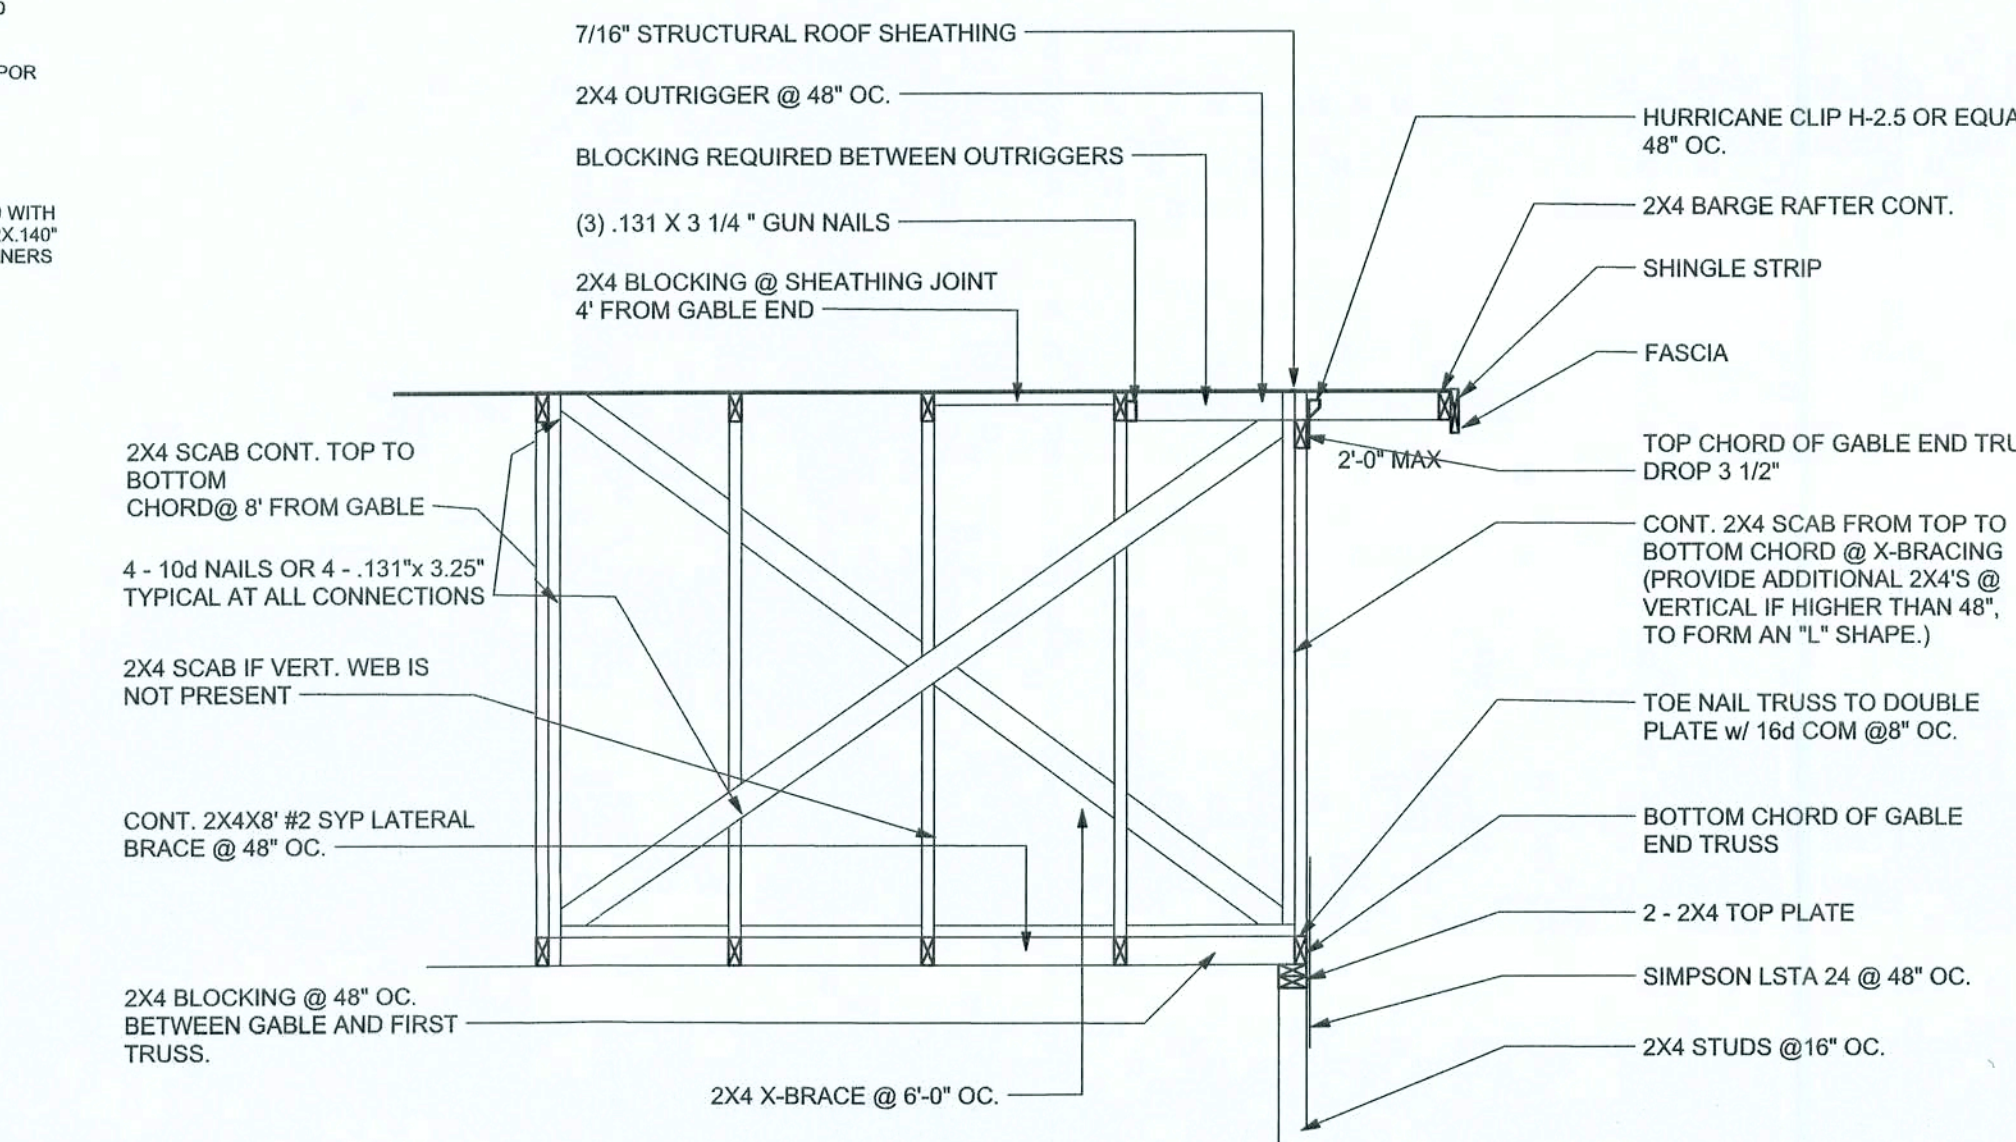 POR
WITH
2X.140"
NERS
7/16" STRUCTURAL ROOF SHEATHING
2X4 OUTRIGGER @ 48" OC.
BLOCKING REQUIRED BETWEEN OUTRIGGERS
(3) .131 X 3 1/4 " GUN NAILS
2X4 BLOCKING @ SHEATHING JOINT
4' FROM GABLE END
2X4 SCAB CONT. TOP TO
BOTTOM
CHORD@ 8' FROM GABLE
4 - 10d NAILS OR 4 - .131"x 3.25"
TYPICAL AT ALL CONNECTIONS
2X4 SCAB IF VERT. WEB IS
NOT PRESENT
CONT. 2X4X8' #2 SYP LATERAL
BRACE @ 48" OC.
2X4 BLOCKING @ 48" OC.
BETWEEN GABLE AND FIRST
TRUSS.
2X4 X-BRACE @ 6'-0" OC.
2'-0" MAX
HURRICANE CLIP H-2.5 OR EQUA
48" OC.
2X4 BARGE RAFTER CONT.
SHINGLE STRIP
FASCIA
TOP CHORD OF GABLE END TRU
DROP 3 1/2"
CONT. 2X4 SCAB FROM TOP TO
BOTTOM CHORD @ X-BRACING
(PROVIDE ADDITIONAL 2X4'S @
VERTICAL IF HIGHER THAN 48",
TO FORM AN "L" SHAPE.)
TOE NAIL TRUSS TO DOUBLE
PLATE w/ 16d COM @8" OC.
BOTTOM CHORD OF GABLE
END TRUSS
2 - 2X4 TOP PLATE
SIMPSON LSTA 24 @ 48" OC.
2X4 STUDS @16" OC.